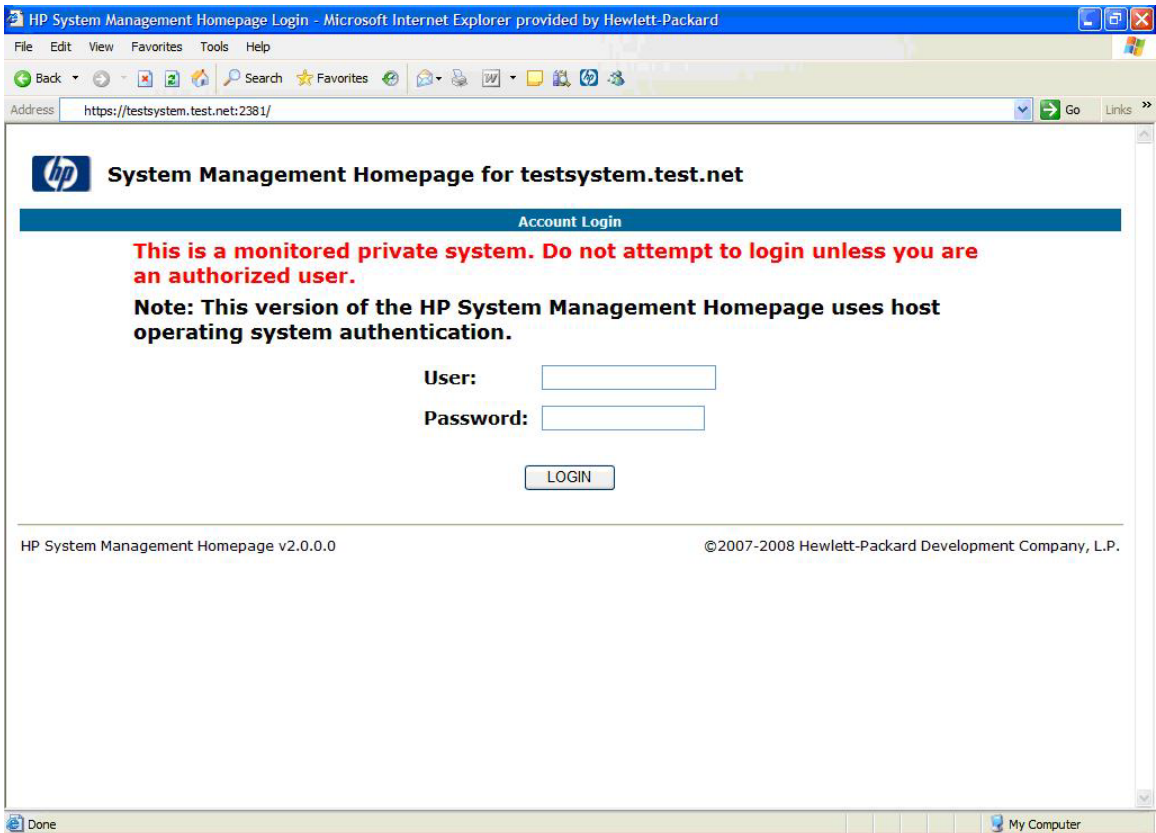 HP System Management Homepage Login - Microsoft Internet Explorer provided by Hewlett-Packard
File Edit View Favorites Tools Help
Back Search Favorites
Address https://testsystem.test.net:2381/ Go Links »
hp System Management Homepage for testsystem.test.net
Account Login
This is a monitored private system. Do not attempt to login unless you are
an authorized user.
Note: This version of the HP System Management Homepage uses host
operating system authentication.
User:
Password:
LOGIN
HP System Management Homepage v2.0.0.0 ©2007-2008 Hewlett-Packard Development Company, L.P.
Done My Computer